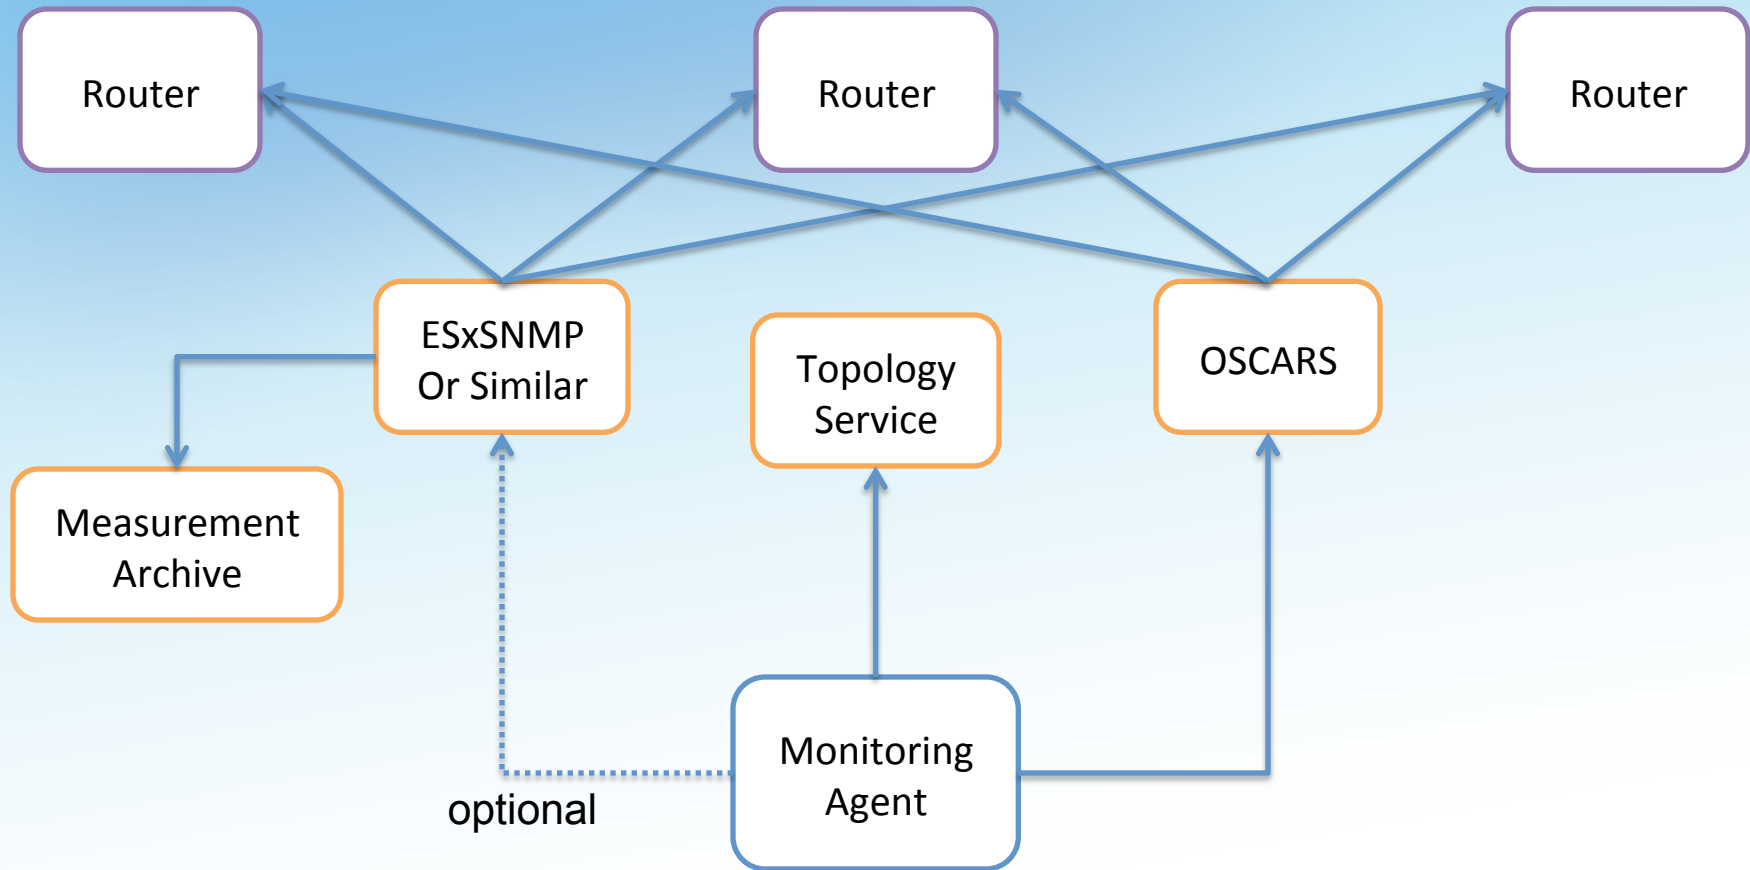 Router
Router
Router
ESxSNMP
Or Similar
Topology
Service
OSCARS
Measurement
Archive
Monitoring
Agent
optional